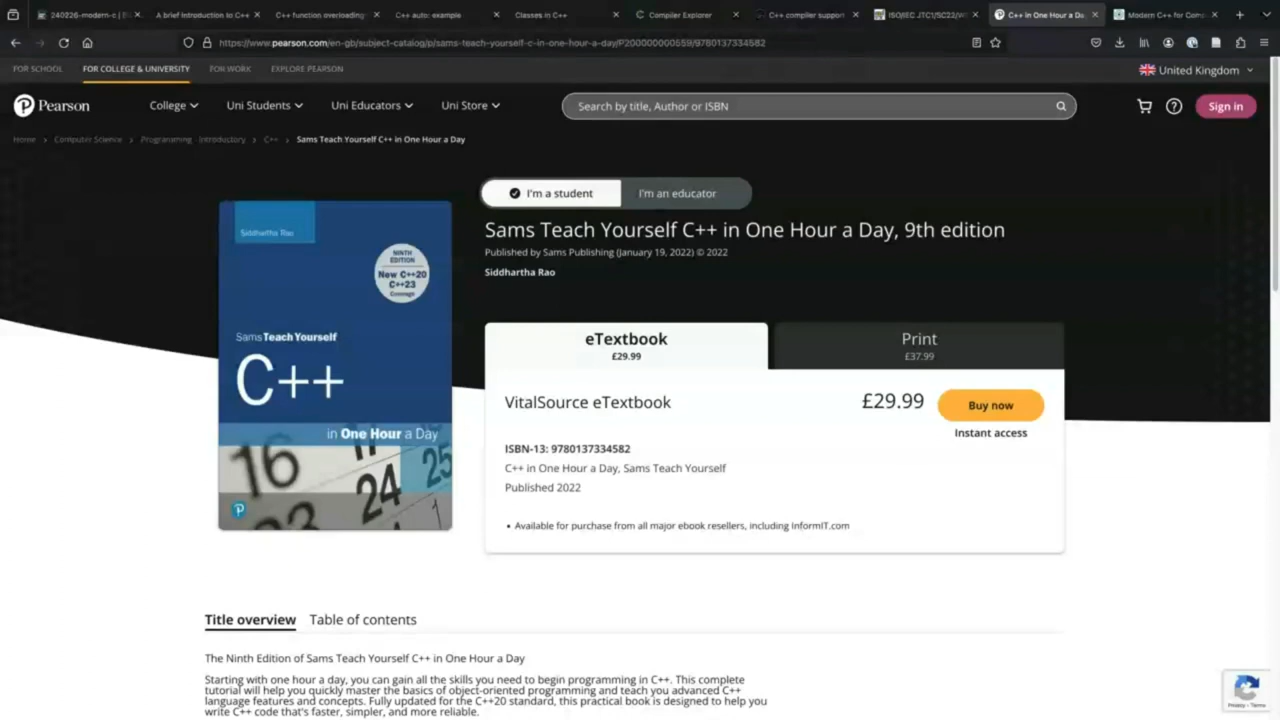 240226-modern-c
A brief introduction to C++
C++ function overloading
C++ auto: example
Classes in C++
Compiler Explorer
C++ compiler support
ISO/IEC JTC1/SC22/W
C++ in One Hour a Da
Modern C++ for Com
https://www.pearson.com/en-gb/subject-catalog/p/sams-teach-yourself-c-in-one-hour-a-day/P200000000559/9780137334582
FOR SCHOOL
FOR COLLEGE & UNIVERSITY
FOR WORK
EXPLORE PEARSON
United Kingdom
Pearson
College
Uni Students
Uni Educators
Uni Store
Search by title, Author or ISBN
Sign in
Home > Computer Science > Programming - Introductory > C++ > Sams Teach Yourself C++ in One Hour a Day
I'm a student
I'm an educator
Sams Teach Yourself C++ in One Hour a Day, 9th edition
Published by Sams Publishing (January 19, 2022) © 2022
Siddhartha Rao
Siddhartha Rao
NINTH
EDITION
New C++20
C++23
Coverage
Sams Teach Yourself
C++
in One Hour a Day
16
17
24
25
23
1
eTextbook
£29.99
Print
£37.99
VitalSource eTextbook
£29.99
Buy now
Instant access
ISBN-13: 9780137334582
C++ in One Hour a Day, Sams Teach Yourself
Published 2022
• Available for purchase from all major ebook resellers, including InformIT.com
Title overview
Table of contents
The Ninth Edition of Sams Teach Yourself C++ in One Hour a Day
Starting with one hour a day, you can gain all the skills you need to begin programming in C++. This complete
tutorial will help you quickly master the basics of object-oriented programming and teach you advanced C++
language features and concepts. Fully updated for the C++20 standard, this practical book is designed to help you
write C++ code that's faster, simpler, and more reliable.
Privacy - Terms